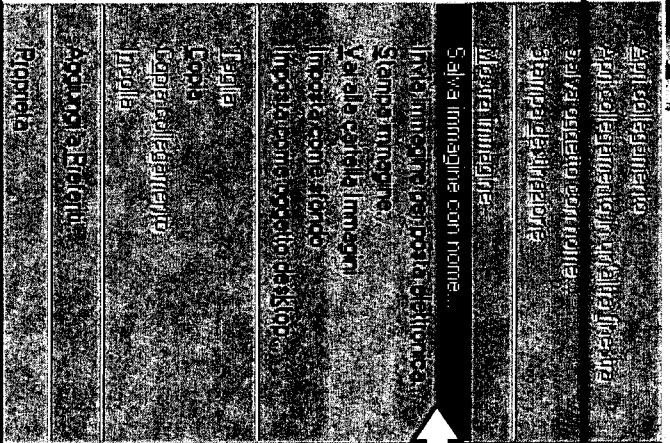 Apri collegamento
Apri collegamento in un'altra finestra
Salva oggetto con nome...
Stampa destinazione
Mostra immagine
Salva immagine con nome...
Invia immagine per posta elettronica...
Stampa immagine...
Vai alla cartella Immagini
Imposta come sfondo
Imposta come oggetto desktop...
Taglia
Copia
Copia collegamento
Incolla
Aggiungi a Preferiti...
Proprietà